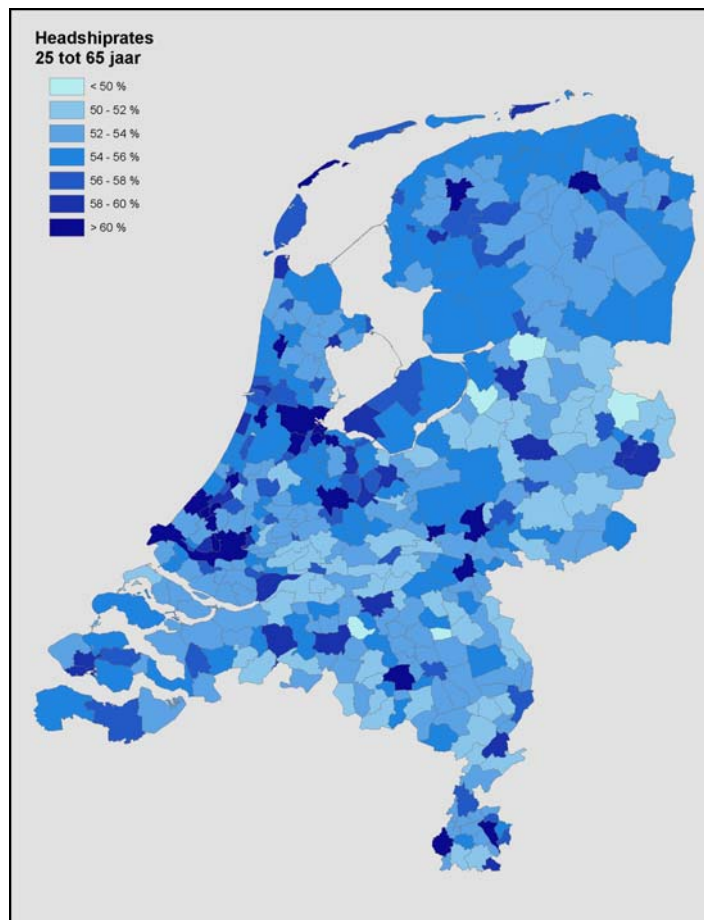 Headshiprates
25 tot 65 jaar
< 50 %
50 - 52 %
52 - 54 %
54 - 56 %
56 - 58 %
58 - 60 %
> 60 %